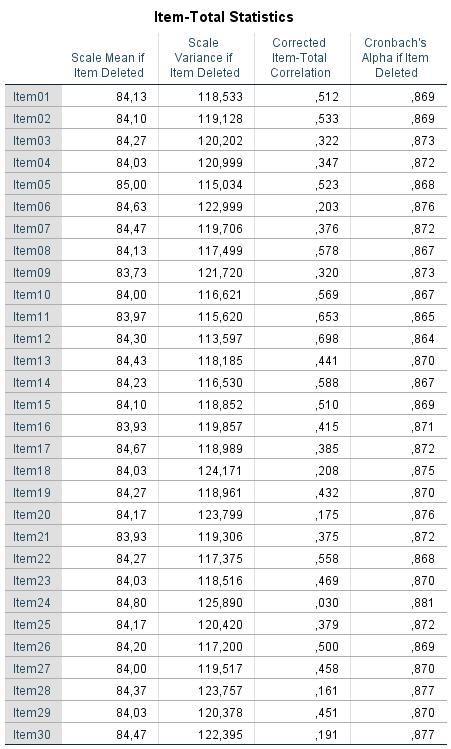 Item-Total Statistics
Scale Mean if Item Deleted | Scale Variance if Item Deleted | Corrected Item-Total Correlation | Cronbach's Alpha if Item Deleted
Item01 84,13 118,533 ,512 ,869
Item02 84,10 119,128 ,533 ,869
Item03 84,27 120,202 ,322 ,873
Item04 84,03 120,999 ,347 ,872
Item05 85,00 115,034 ,523 ,868
Item06 84,63 122,999 ,203 ,876
Item07 84,47 119,706 ,376 ,872
Item08 84,13 117,499 ,578 ,867
Item09 83,73 121,720 ,320 ,873
Item10 84,00 116,621 ,569 ,867
Item11 83,97 115,620 ,653 ,865
Item12 84,30 113,597 ,698 ,864
Item13 84,43 118,185 ,441 ,870
Item14 84,23 116,530 ,588 ,867
Item15 84,10 118,852 ,510 ,869
Item16 83,93 119,857 ,415 ,871
Item17 84,67 118,989 ,385 ,872
Item18 84,03 124,171 ,208 ,875
Item19 84,27 118,961 ,432 ,870
Item20 84,17 123,799 ,175 ,876
Item21 83,93 119,306 ,375 ,872
Item22 84,27 117,375 ,558 ,868
Item23 84,03 118,516 ,469 ,870
Item24 84,80 125,890 ,030 ,881
Item25 84,17 120,420 ,379 ,872
Item26 84,20 117,200 ,500 ,869
Item27 84,00 119,517 ,458 ,870
Item28 84,37 123,757 ,161 ,877
Item29 84,03 120,378 ,451 ,870
Item30 84,47 122,395 ,191 ,877